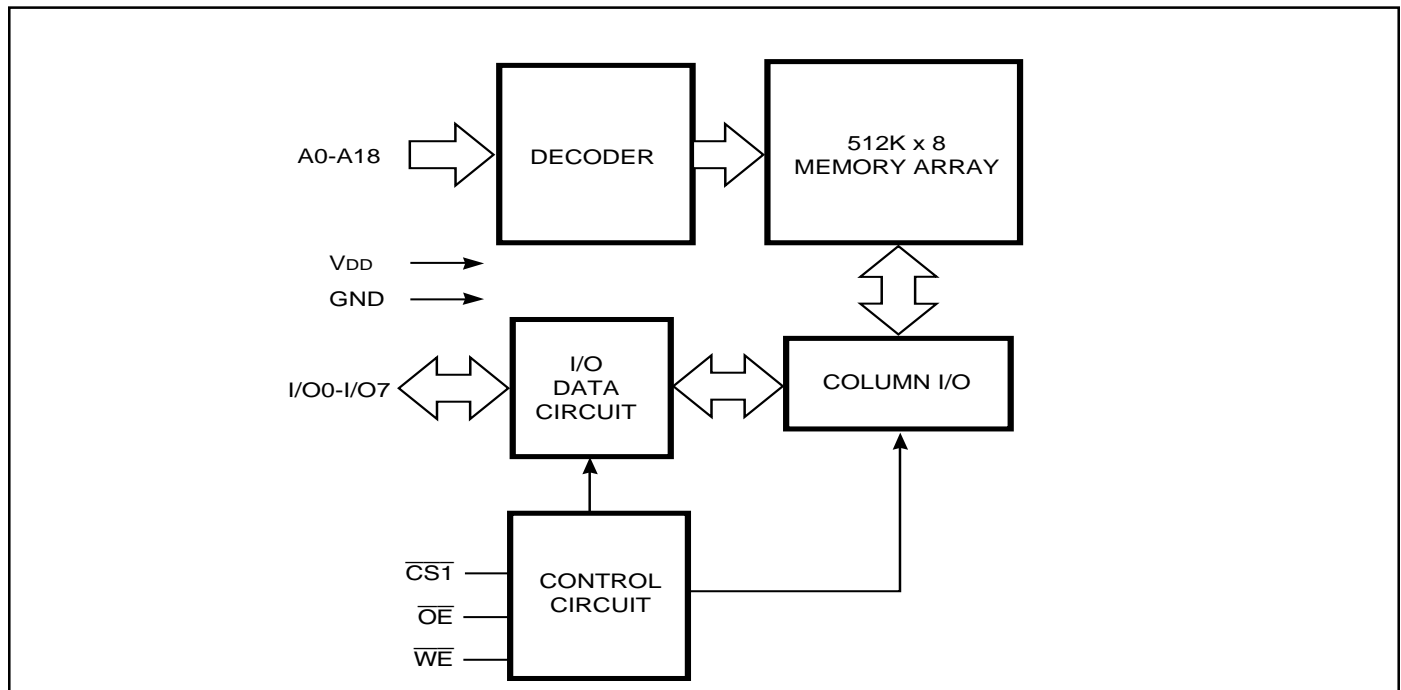 A0-A18
DECODER
512K x 8
MEMORY ARRAY
VDD
GND
I/O0-I/O7
I/O
DATA
CIRCUIT
COLUMN I/O
CS1
OE
WE
CONTROL
CIRCUIT